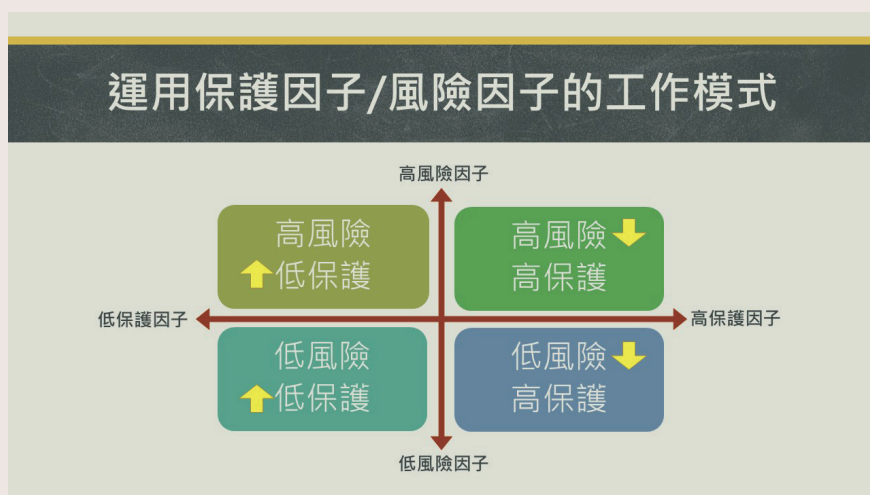 運用保護因子/風險因子的工作模式
高風險因子
高風險
低保護
高風險
高保護
低保護因子
高保護因子
低風險
低保護
低風險
高保護
低風險因子